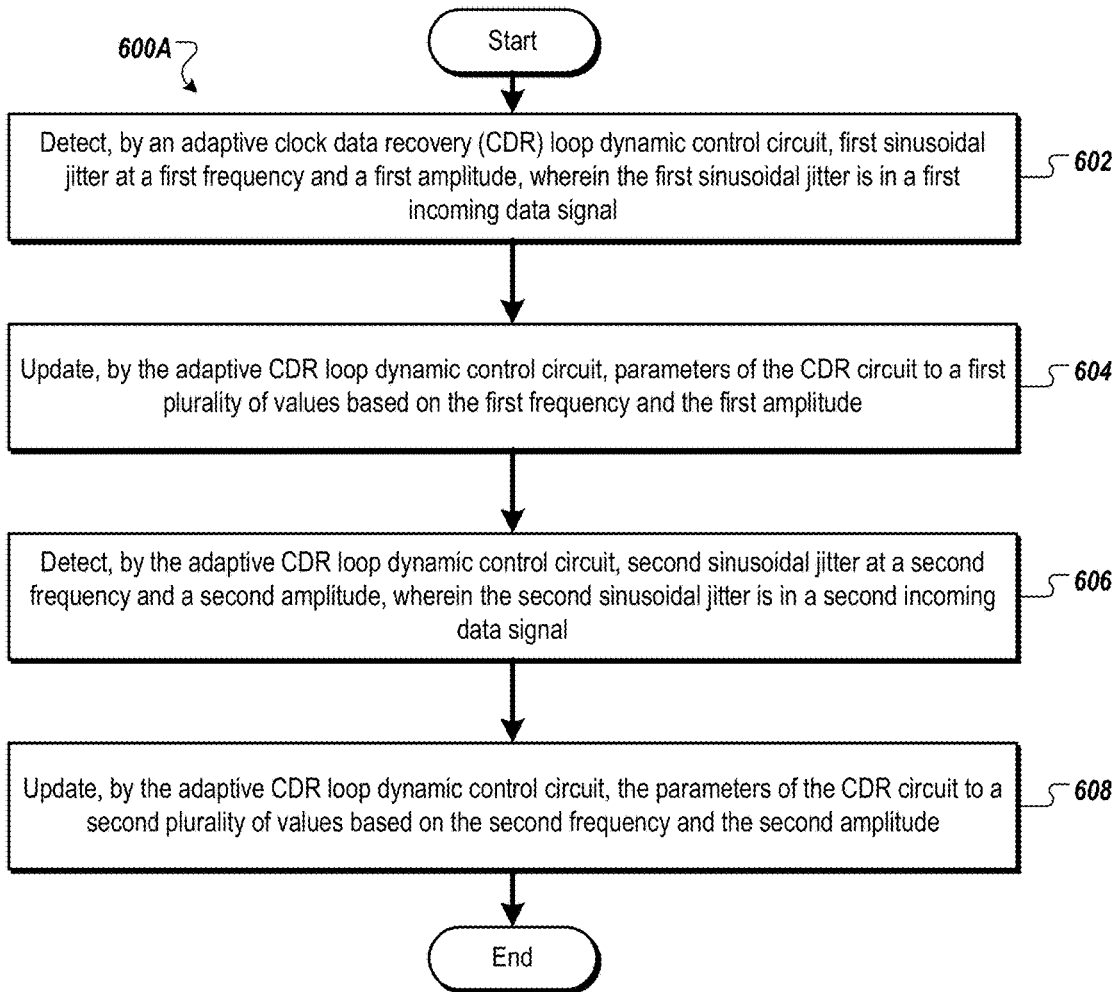 600A
Start
Detect, by an adaptive clock data recovery (CDR) loop dynamic control circuit, first sinusoidal
jitter at a first frequency and a first amplitude, wherein the first sinusoidal jitter is in a first
incoming data signal
602
Update, by the adaptive CDR loop dynamic control circuit, parameters of the CDR circuit to a first
plurality of values based on the first frequency and the first amplitude
604
Detect, by the adaptive CDR loop dynamic control circuit, second sinusoidal jitter at a second
frequency and a second amplitude, wherein the second sinusoidal jitter is in a second incoming
data signal
606
Update, by the adaptive CDR loop dynamic control circuit, the parameters of the CDR circuit to a
second plurality of values based on the second frequency and the second amplitude
608
End